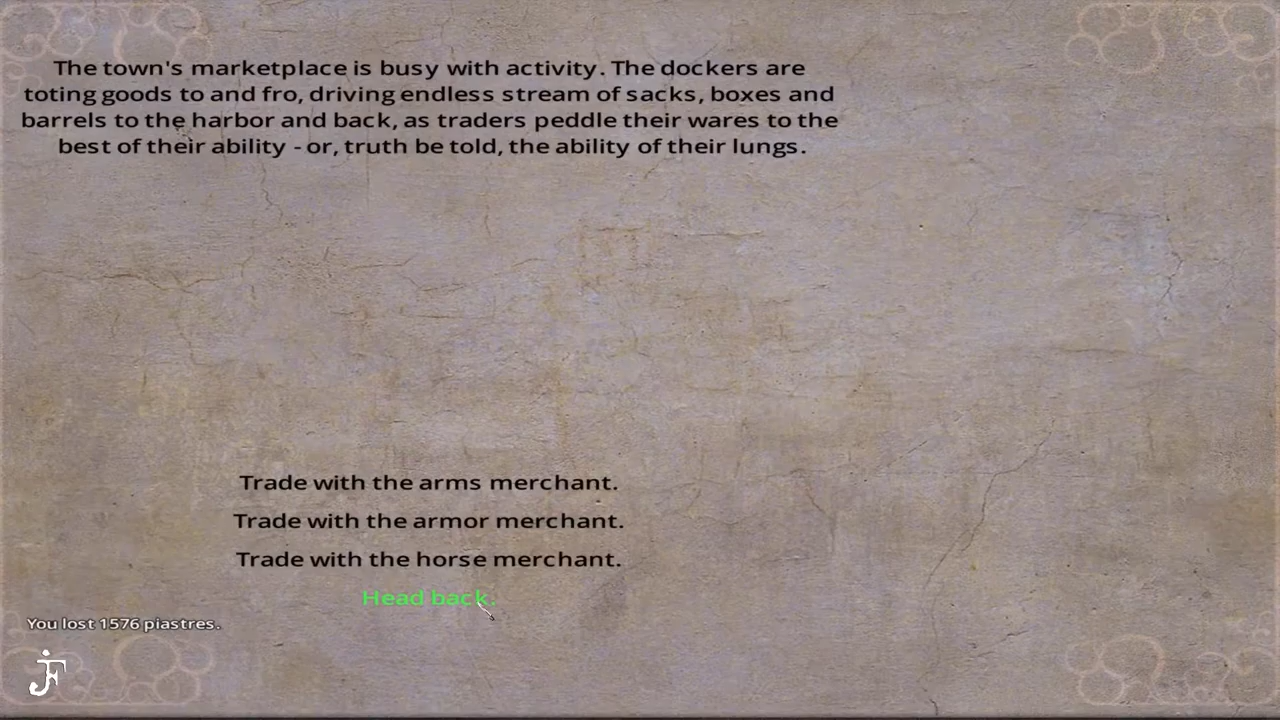 The town's marketplace is busy with activity. The dockers are
toting goods to and fro, driving endless stream of sacks, boxes and
barrels to the harbor and back, as traders peddle their wares to the
best of their ability - or, truth be told, the ability of their lungs.
Trade with the arms merchant.
Trade with the armor merchant.
Trade with the horse merchant.
Head back.
You lost 1576 piastres.